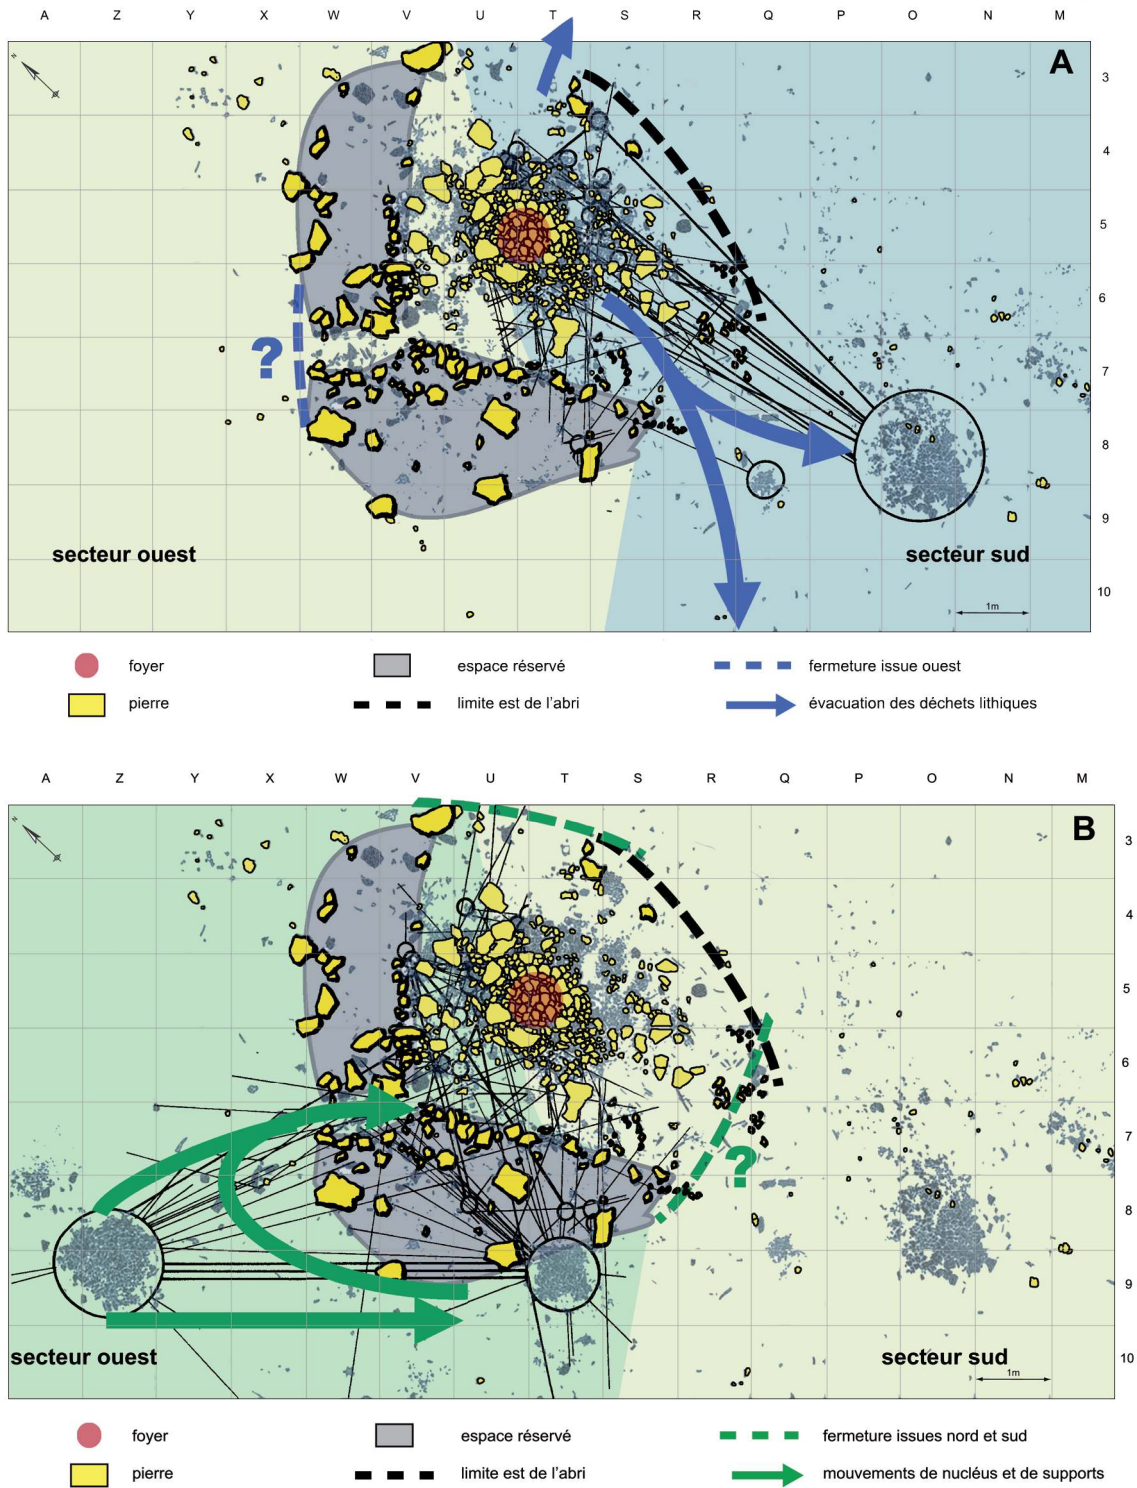 A Z Y X W V U T S R Q P O N M
A
3
4
5
6
?
7
8
9
secteur ouest
secteur sud
10
1m
foyer
espace réservé
fermeture issue ouest
pierre
limite est de l'abri
évacuation des déchets lithiques
A Z Y X W V U T S R Q P O N M
B
3
4
5
6
7
?
8
9
secteur ouest
secteur sud
10
1m
foyer
espace réservé
fermeture issues nord et sud
pierre
limite est de l'abri
mouvements de nucléus et de supports